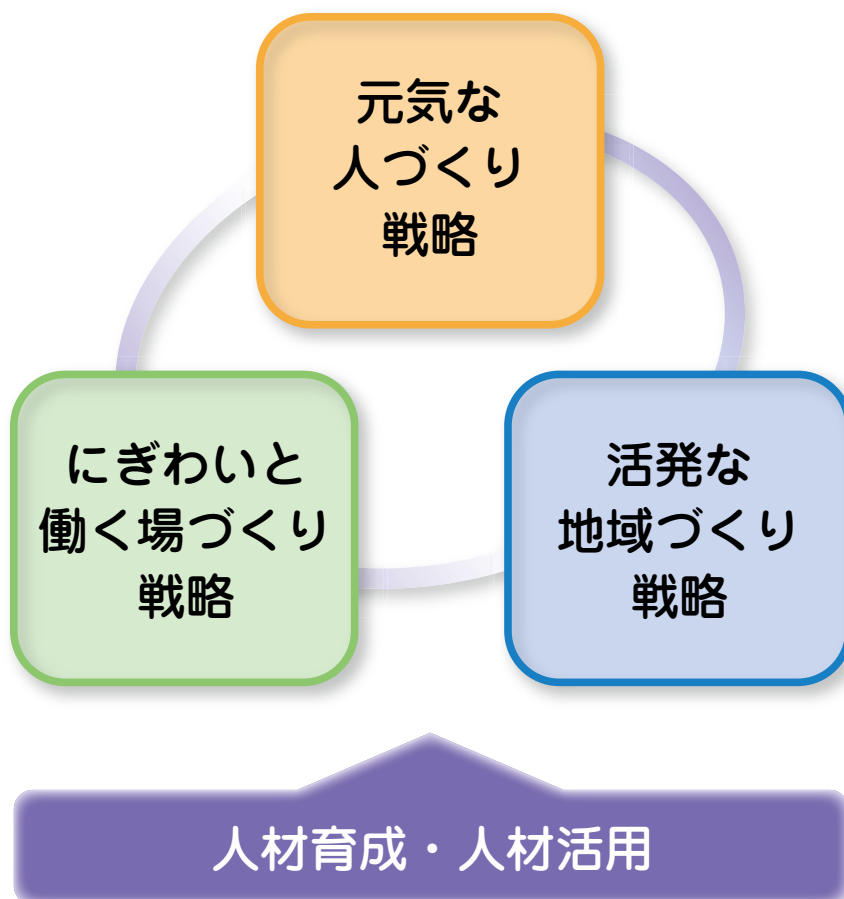 元気な
人づくり
戦略
にぎわいと
働く場づくり
戦略
活発な
地域づくり
戦略
人材育成・人材活用